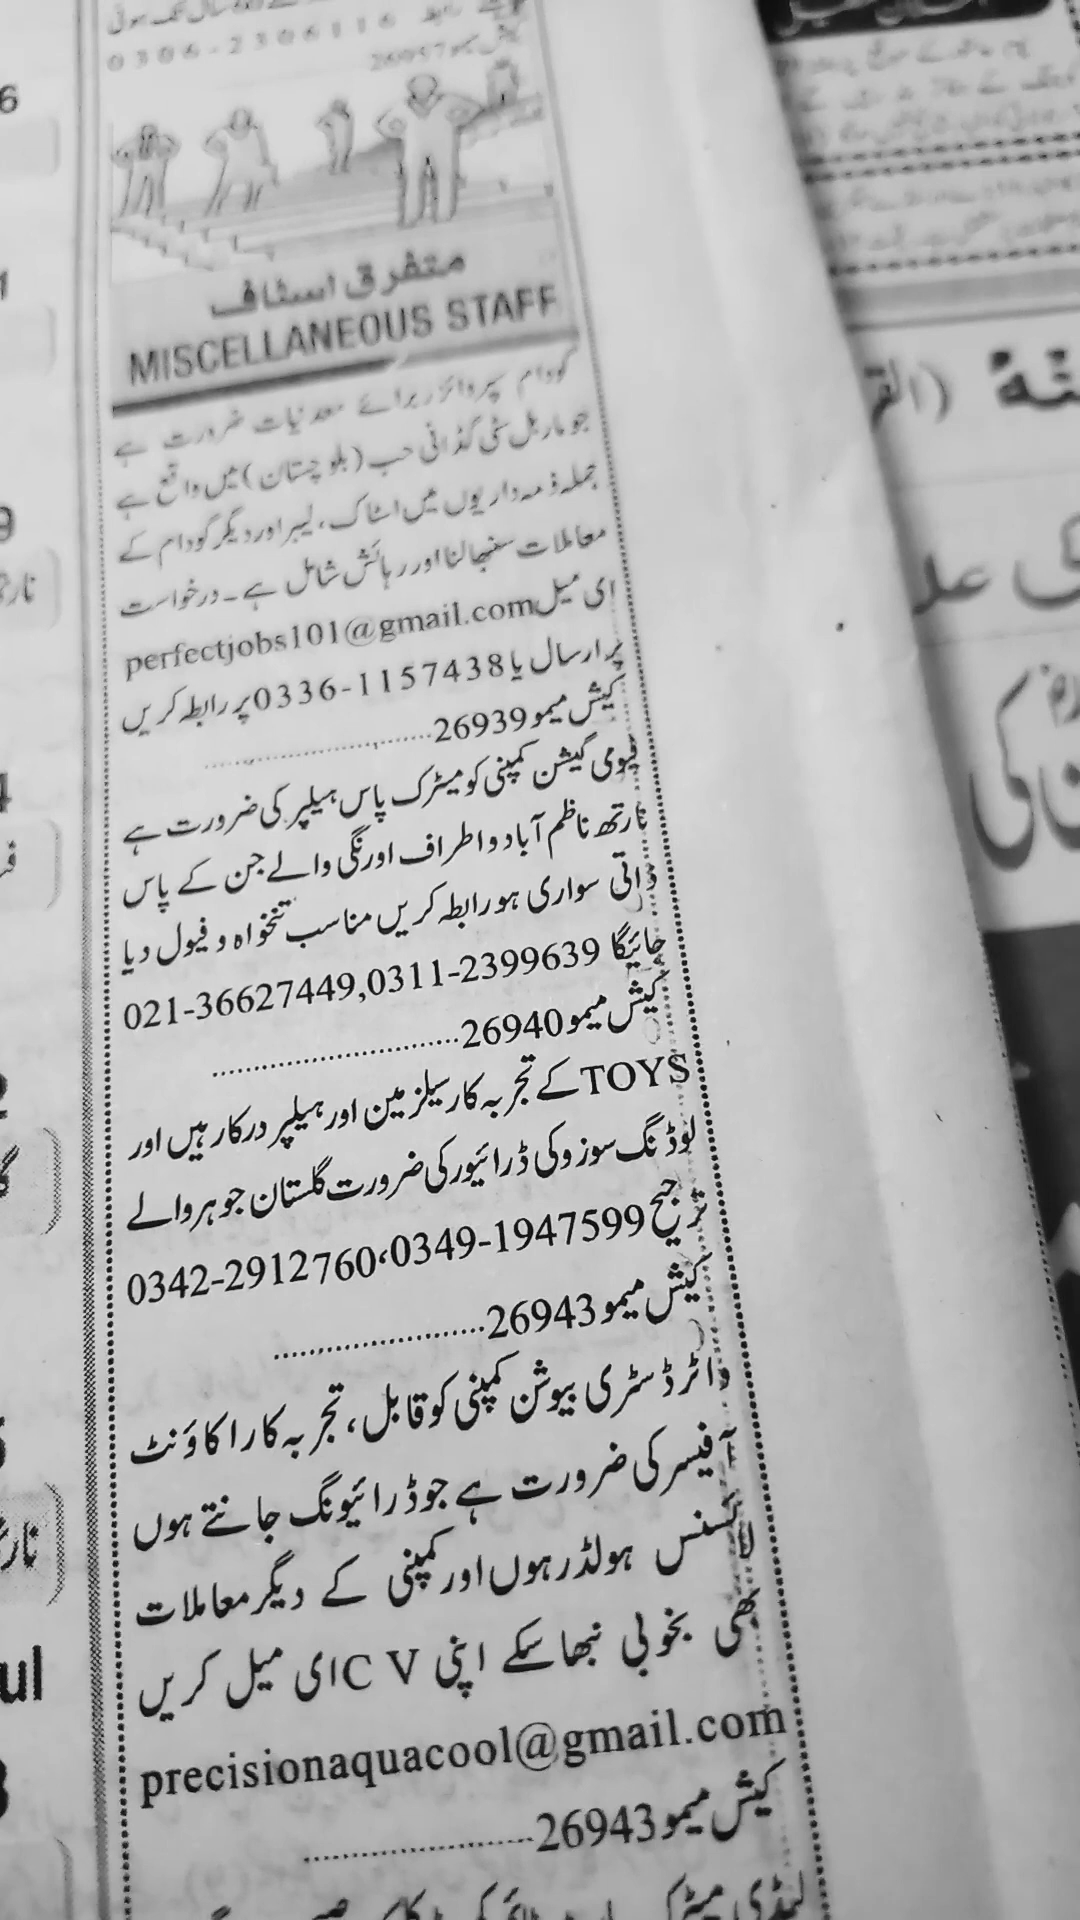 0306-2306116
متفرق اسٹاف
MISCELLANEOUS STAFF
گودام سپروائزر برائے معدنیات ضرورت ہے
جو ماربل سٹی گڈانی حب (بلوچستان) میں واقع ہے
جملہ ذمہ داریوں میں اسٹاک، لیبر اور دیگر گودام کے
معاملات سنبھالنا اور رہائش شامل ہے۔ درخواست
ای میل perfectjobs101@gmail.com
پر ارسال یا 0336-1157438 پر رابطہ کریں
کیش میمو 26939
فیومی گیشن کمپنی کو میٹرک پاس ہیلپر کی ضرورت ہے
نارتھ ناظم آباد و اطراف اورنگی والے جن کے پاس
ذاتی سواری ہو رابطہ کریں مناسب تنخواہ و فیول دیا
جائیگا 021-36627449,0311-2399639
کیش میمو 26940
TOYS کے تجربہ کار سیلزمین اور ہیلپر درکار ہیں اور
لوڈنگ سوزوکی ڈرائیور کی ضرورت گلستان جوہر والے
ترجیح 0342-2912760،0349-1947599
کیش میمو 26943
واٹر ڈسٹری بیوشن کمپنی کو قابل، تجربہ کار اکاؤنٹ
آفیسر کی ضرورت ہے جو ڈرائیونگ جانتے ہوں
لائسنس ہولڈر ہوں اور کمپنی کے دیگر معاملات
بھی بخوبی نبھا سکے اپنی CV ای میل کریں
precisionaquacool@gmail.com
کیش میمو 26943